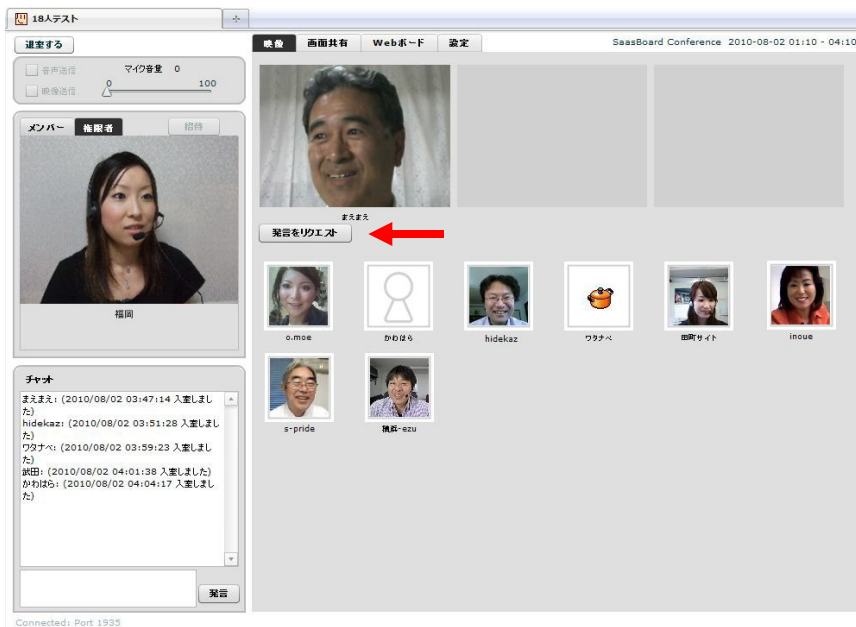 18人テスト
退室する
映像 画面共有 Webボード 設定
SaasBoard Conference 2010-08-02 01:10 - 04:10
音声送信
映像送信
マイク音量 0
0 100
メンバー 権限者 招待
福岡
まえまえ
発言をリクエスト
o.moe かわはら hidekaz ワタナベ 田町サイト inoue
s-pride 横浜-ezu
チャット
まえまえ: (2010/08/02 03:47:14 入室しまし
た)
hidekaz: (2010/08/02 03:51:28 入室しまし
た)
ワタナベ: (2010/08/02 03:59:23 入室しまし
た)
武田: (2010/08/02 04:01:38 入室しました)
かわはら: (2010/08/02 04:04:17 入室しまし
た)
発言
Connected: Port 1935